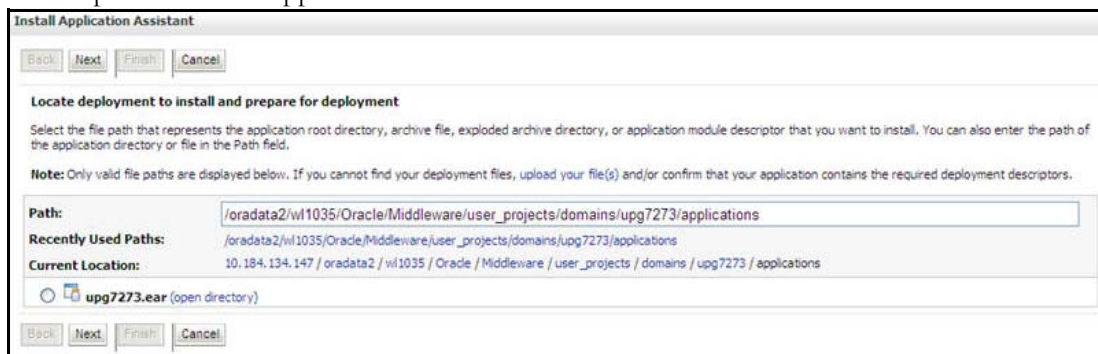 Install Application Assistant
Back Next Finish Cancel
Locate deployment to install and prepare for deployment
Select the file path that represents the application root directory, archive file, exploded archive directory, or application module descriptor that you want to install. You can also enter the path of
the application directory or file in the Path field.
Note: Only valid file paths are displayed below. If you cannot find your deployment files, upload your file(s) and/or confirm that your application contains the required deployment descriptors.
Path: /oradata2/wl1035/Oracle/Middleware/user_projects/domains/upg7273/applications
Recently Used Paths: /oradata2/wl1035/Oracle/Middleware/user_projects/domains/upg7273/applications
Current Location: 10.184.134.147 / oradata2 / wl1035 / Oracle / Middleware / user_projects / domains / upg7273 / applications
upg7273.ear (open directory)
Back Next Finish Cancel